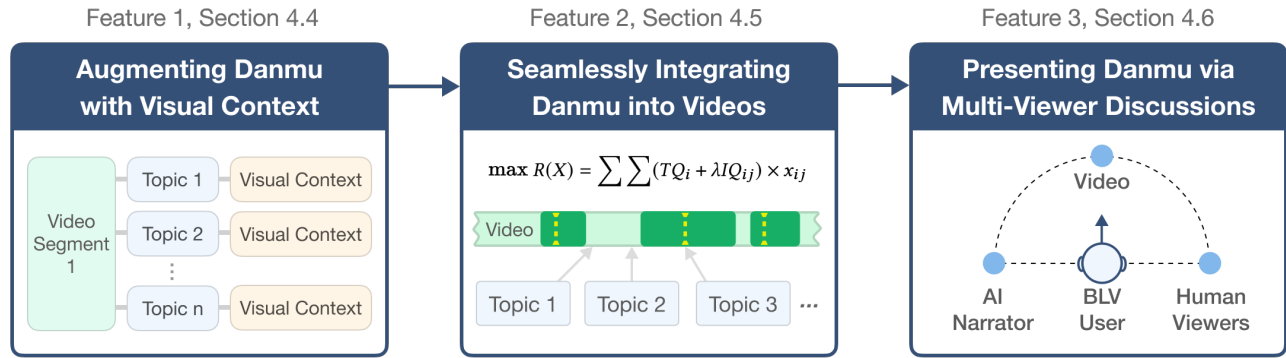 Feature 1, Section 4.4
Augmenting Danmu
with Visual Context
Video
Segment
1
Topic 1
Visual Context
Topic 2
Visual Context
⋮
Topic n
Visual Context
Feature 2, Section 4.5
Seamlessly Integrating
Danmu into Videos
max R(X) = ∑∑(TQ_i + λIQ_ij) × x_ij
Video
Topic 1
Topic 2
Topic 3
...
Feature 3, Section 4.6
Presenting Danmu via
Multi-Viewer Discussions
Video
AI
Narrator
BLV
User
Human
Viewers